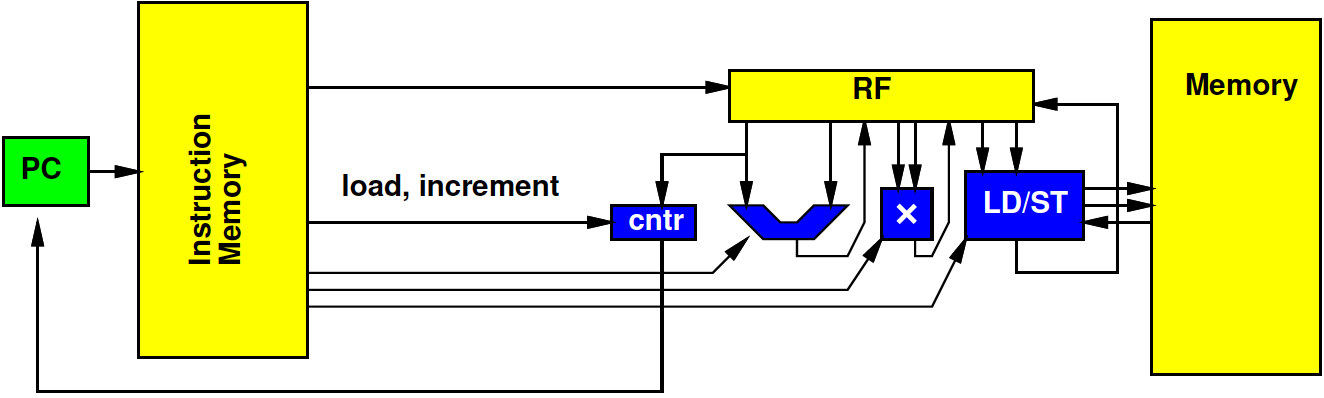 PC
Instruction
Memory
load, increment
RF
cntr
×
LD/ST
Memory